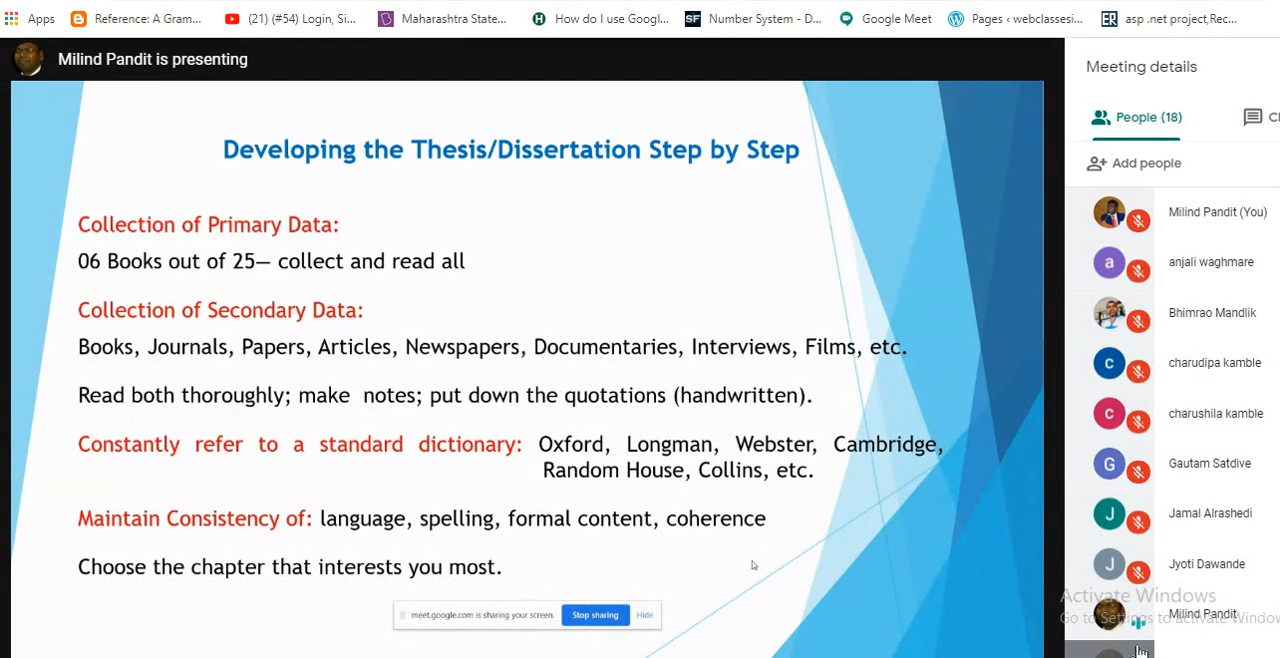 Apps Reference: A Gram... (21) (#54) Login, Si... Maharashtra State... How do I use Googl... SF Number System - D... Google Meet Pages ‹ webclassesi... ER asp .net project,Rec...
Milind Pandit is presenting
Developing the Thesis/Dissertation Step by Step
Collection of Primary Data:
06 Books out of 25— collect and read all
Collection of Secondary Data:
Books, Journals, Papers, Articles, Newspapers, Documentaries, Interviews, Films, etc.
Read both thoroughly; make notes; put down the quotations (handwritten).
Constantly refer to a standard dictionary: Oxford, Longman, Webster, Cambridge,
Random House, Collins, etc.
Maintain Consistency of: language, spelling, formal content, coherence
Choose the chapter that interests you most.
meet.google.com is sharing your screen. Stop sharing Hide
Meeting details
People (18)
Add people
Milind Pandit (You)
a anjali waghmare
Bhimrao Mandlik
c charudipa kamble
c charushila kamble
G Gautam Satdive
J Jamal Alrashedi
J Jyoti Dawande
Milind Pandit
Activate Windows
Go to Settings to activate Windo